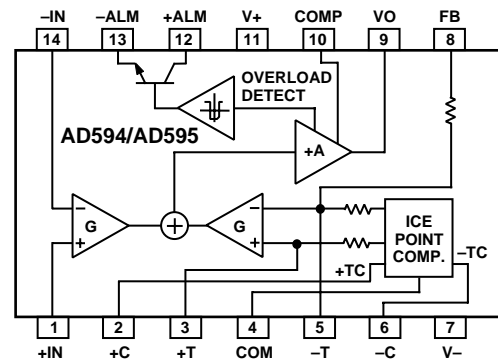 –IN –ALM +ALM V+ COMP VO FB
14 13 12 11 10 9 8
OVERLOAD
DETECT
AD594/AD595
+A
– –
G G
+ +
ICE
POINT
COMP.
–TC
+TC
1 2 3 4 5 6 7
+IN +C +T COM –T –C V–